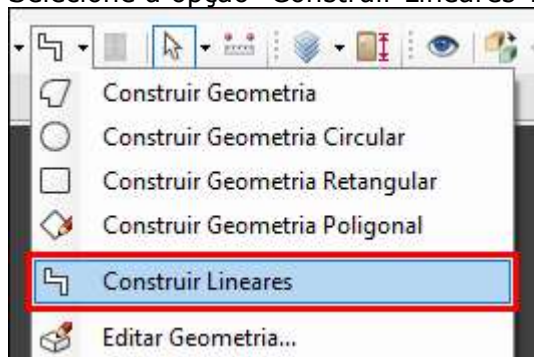 Selecione a opção "Construir Lineares"
Construir Geometria
Construir Geometria Circular
Construir Geometria Retangular
Construir Geometria Poligonal
Construir Lineares
Editar Geometria...